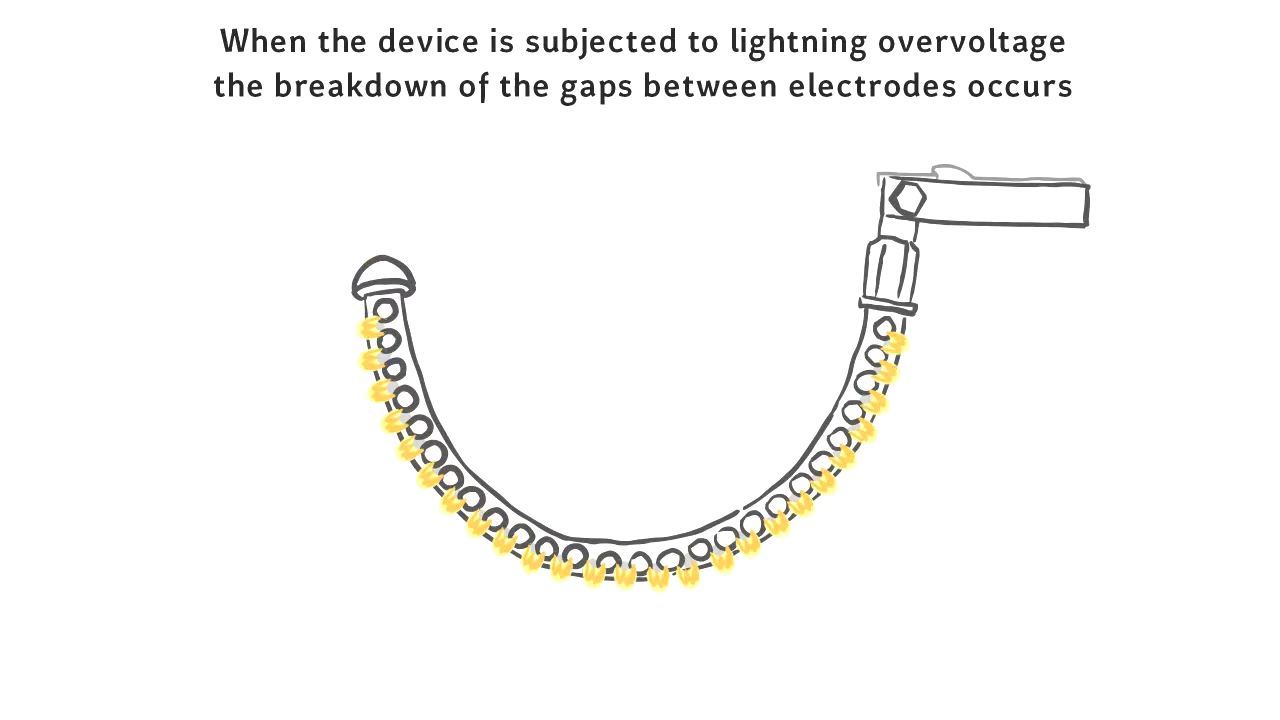 When the device is subjected to lightning overvoltage
the breakdown of the gaps between electrodes occurs